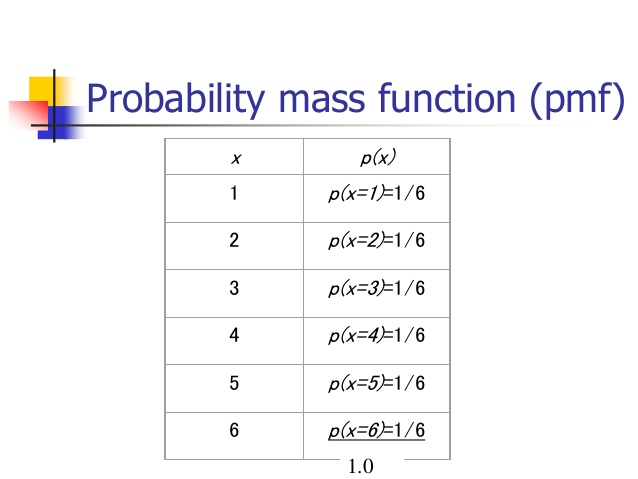 Probability mass function (pmf)
x p(x)
1 p(x=1)=1/6
2 p(x=2)=1/6
3 p(x=3)=1/6
4 p(x=4)=1/6
5 p(x=5)=1/6
6 p(x=6)=1/6
1.0